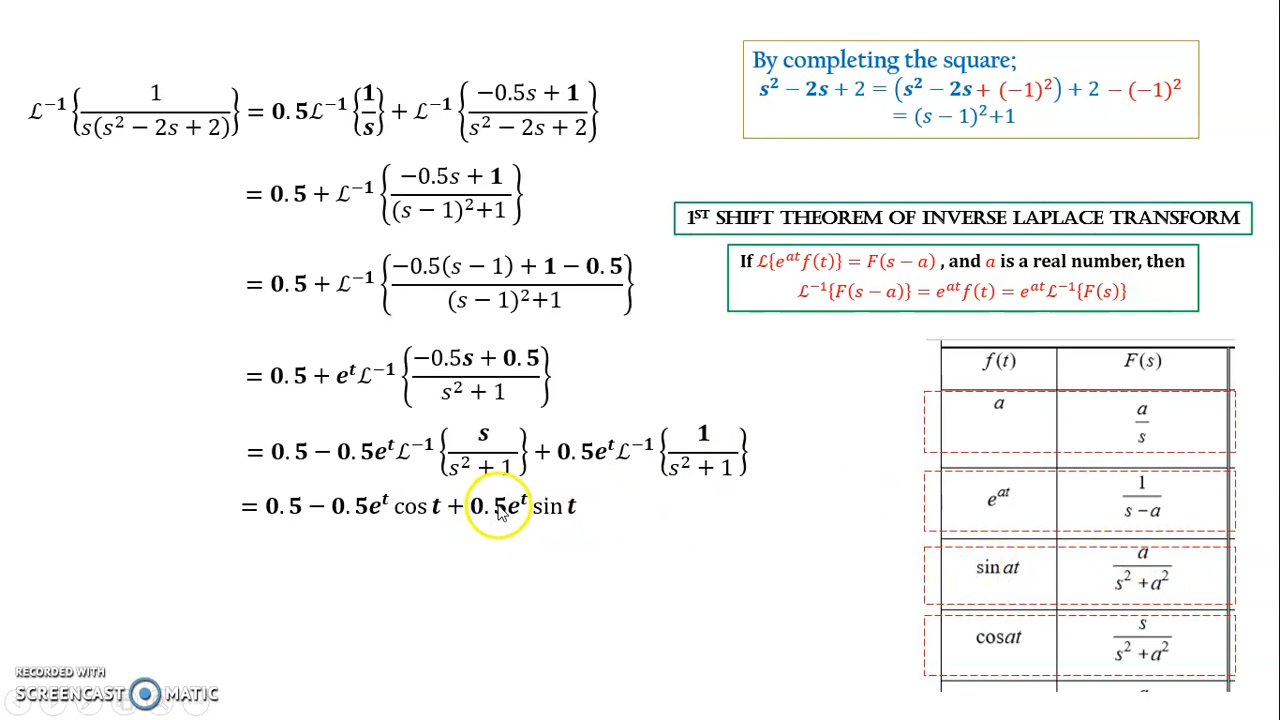 ℒ⁻¹{1/(s(s² − 2s + 2))} = 0.5ℒ⁻¹{1/s} + ℒ⁻¹{(−0.5s + 1)/(s² − 2s + 2)}
= 0.5 + ℒ⁻¹{(−0.5s + 1)/((s − 1)²+1)}
= 0.5 + ℒ⁻¹{(−0.5(s − 1) + 1 − 0.5)/((s − 1)²+1)}
= 0.5 + eᵗℒ⁻¹{(−0.5s + 0.5)/(s² + 1)}
= 0.5 − 0.5eᵗℒ⁻¹{s/(s² + 1)} + 0.5eᵗℒ⁻¹{1/(s² + 1)}
= 0.5 − 0.5eᵗ cos t + 0.5eᵗ sin t
By completing the square;
s² − 2s + 2 = (s² − 2s + (−1)²) + 2 − (−1)²
= (s − 1)²+1
1ST SHIFT THEOREM OF INVERSE LAPLACE TRANSFORM
If ℒ{eᵃᵗf(t)} = F(s − a) , and a is a real number, then
ℒ⁻¹{F(s − a)} = eᵃᵗf(t) = eᵃᵗℒ⁻¹{F(s)}
f(t) F(s)
a a/s
eᵃᵗ 1/(s−a)
sin at a/(s² + a²)
cos at s/(s² + a²)
RECORDED WITH
SCREENCAST MATIC